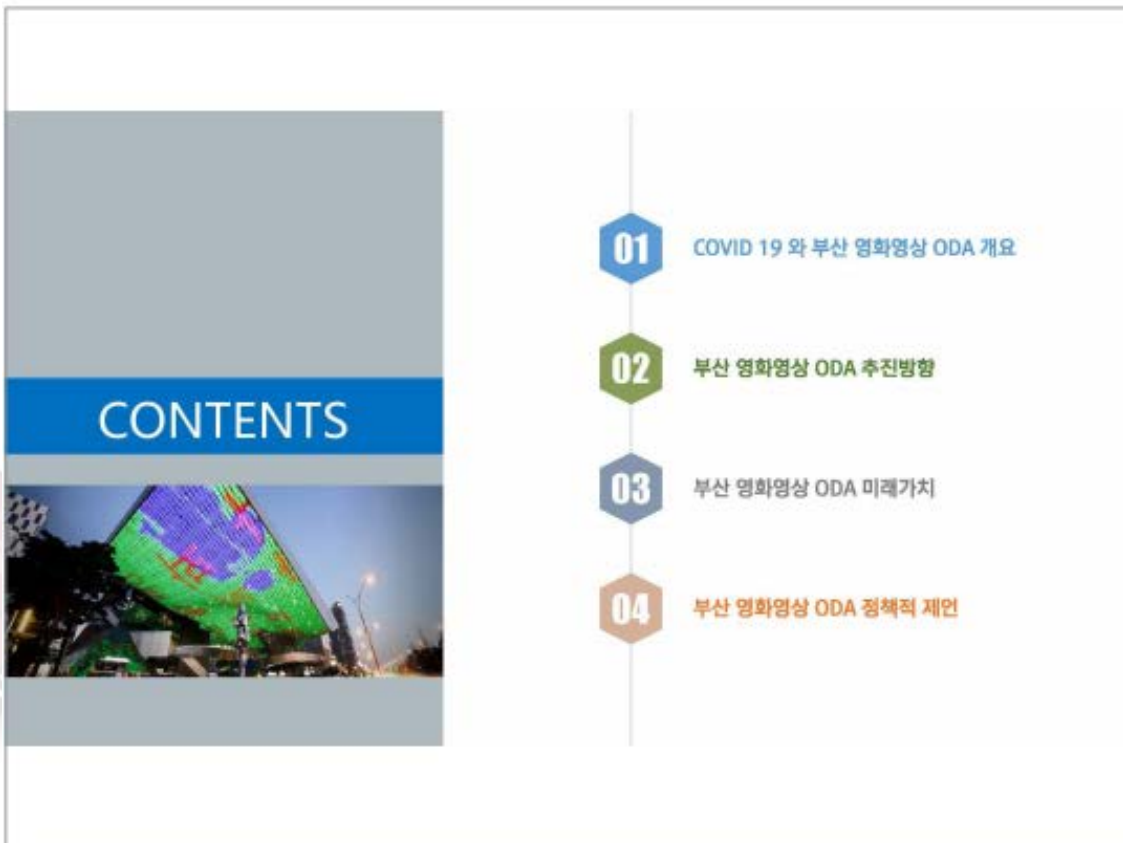 CONTENTS
01 COVID 19 와 부산 영화영상 ODA 개요
02 부산 영화영상 ODA 추진방향
03 부산 영화영상 ODA 미래가치
04 부산 영화영상 ODA 정책적 제언